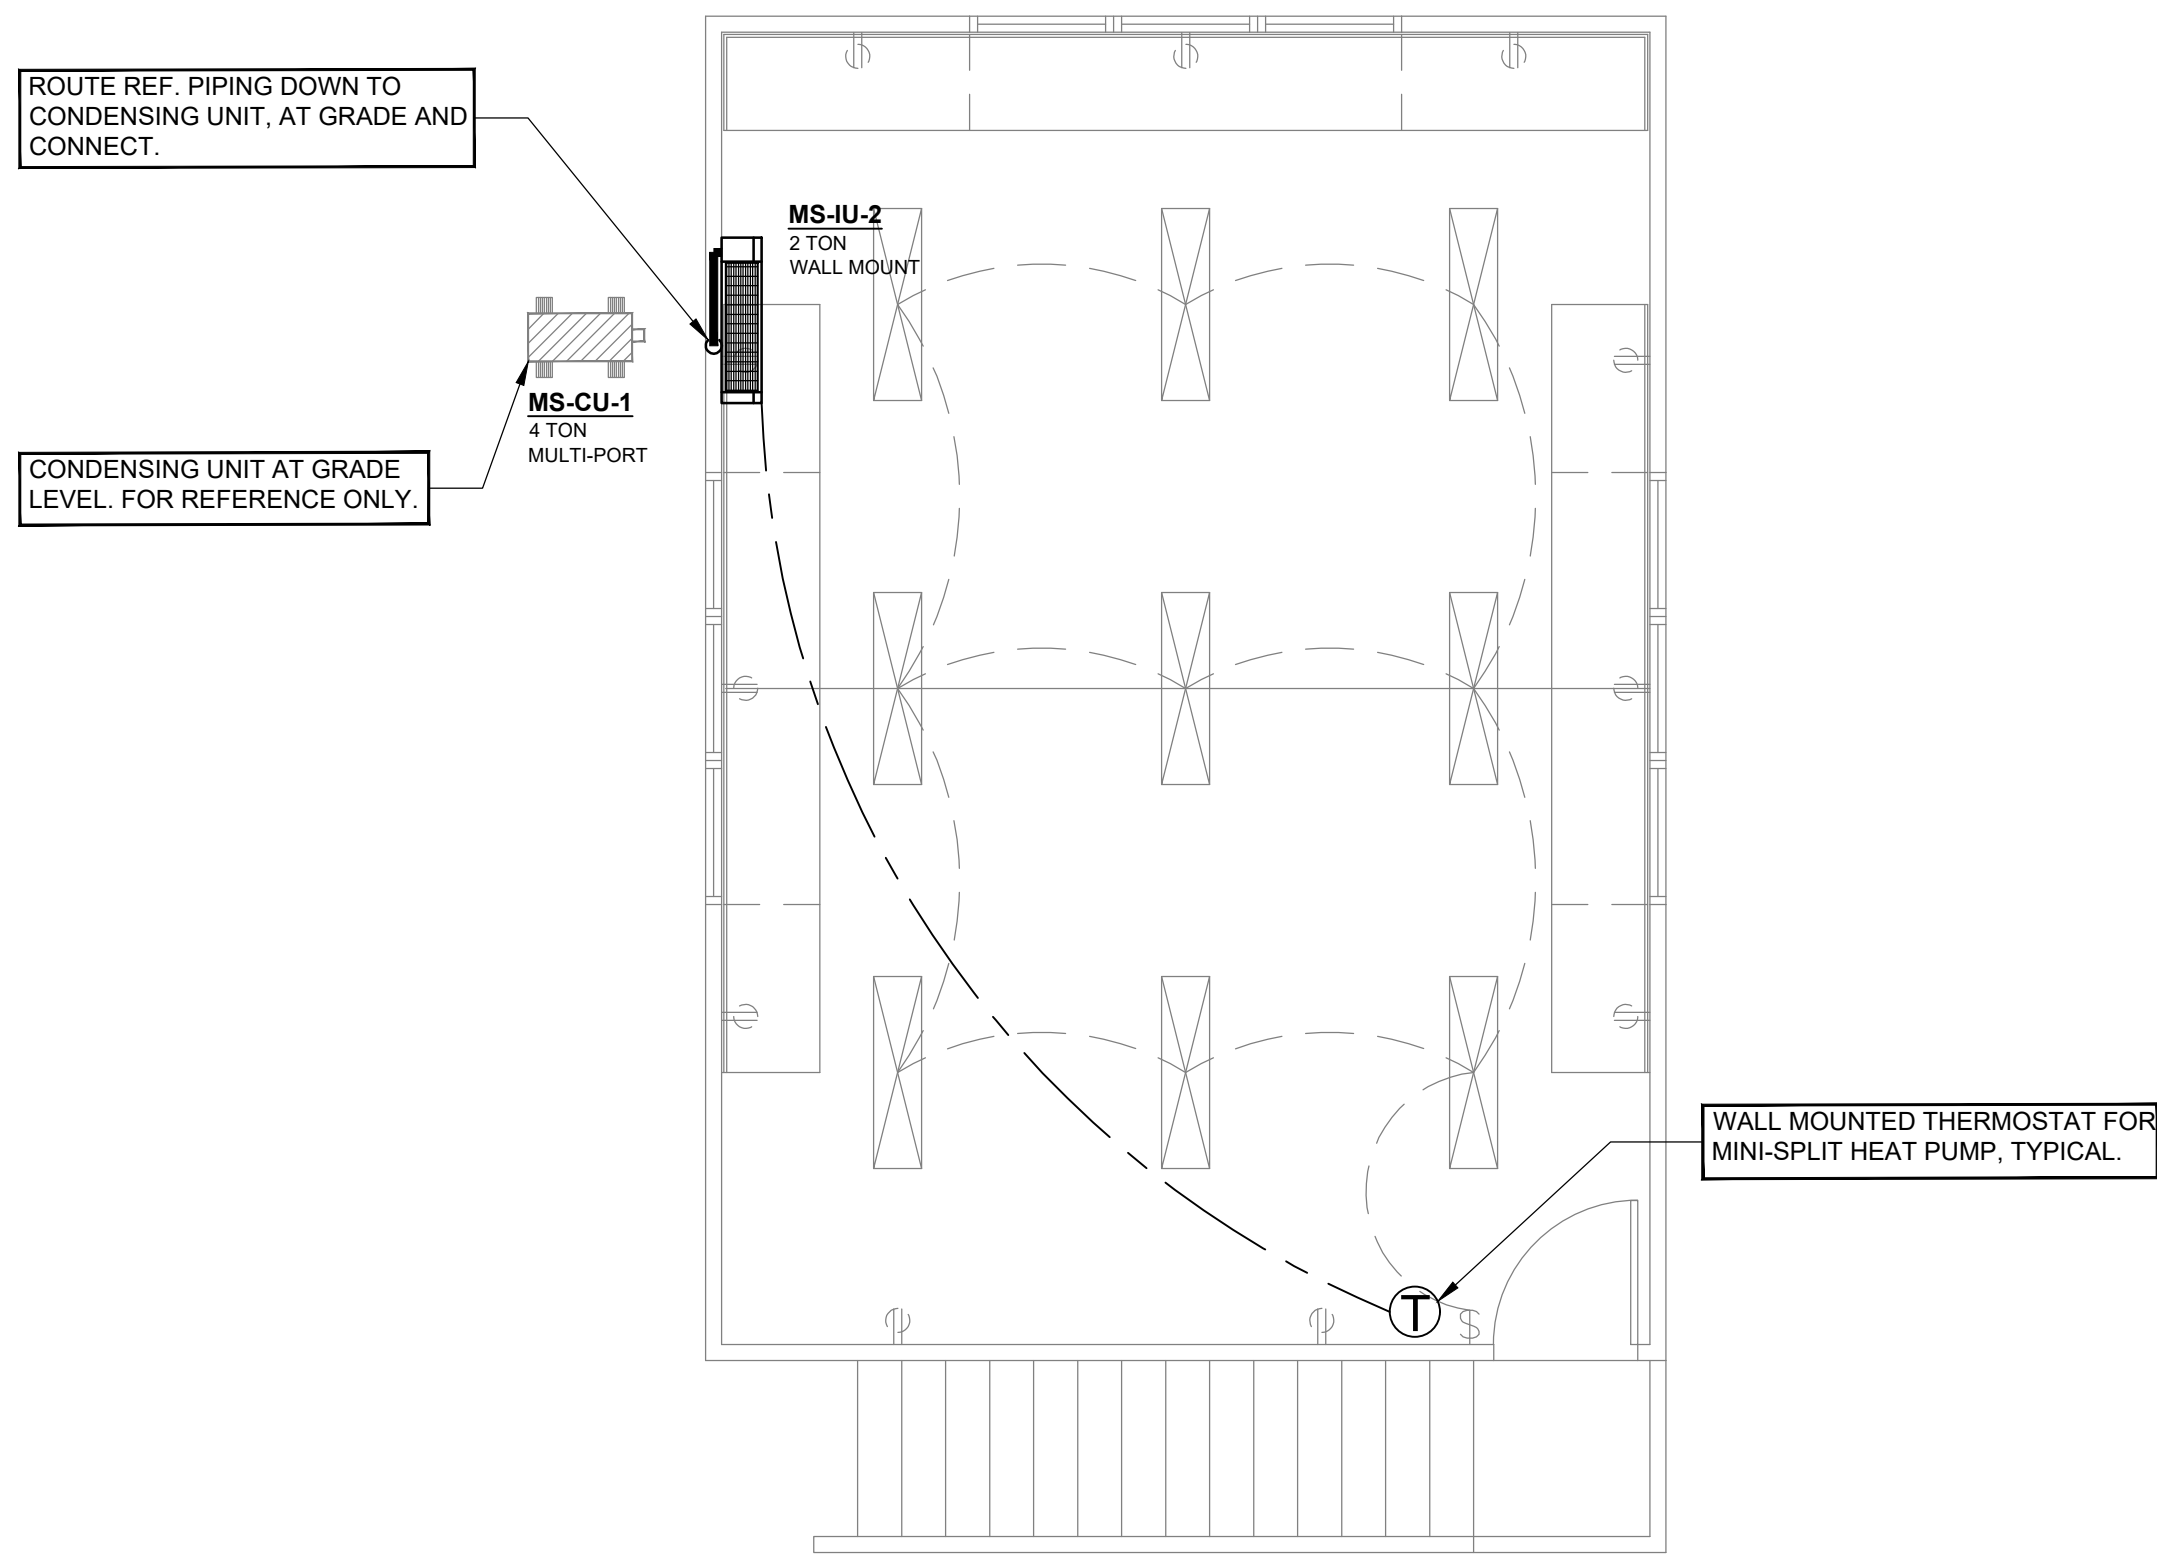 ROUTE REF. PIPING DOWN TO
CONDENSING UNIT, AT GRADE AND
CONNECT.
MS-IU-2
2 TON
WALL MOUNT
MS-CU-1
4 TON
MULTI-PORT
CONDENSING UNIT AT GRADE
LEVEL. FOR REFERENCE ONLY.
WALL MOUNTED THERMOSTAT FOR
MINI-SPLIT HEAT PUMP, TYPICAL.
T
S